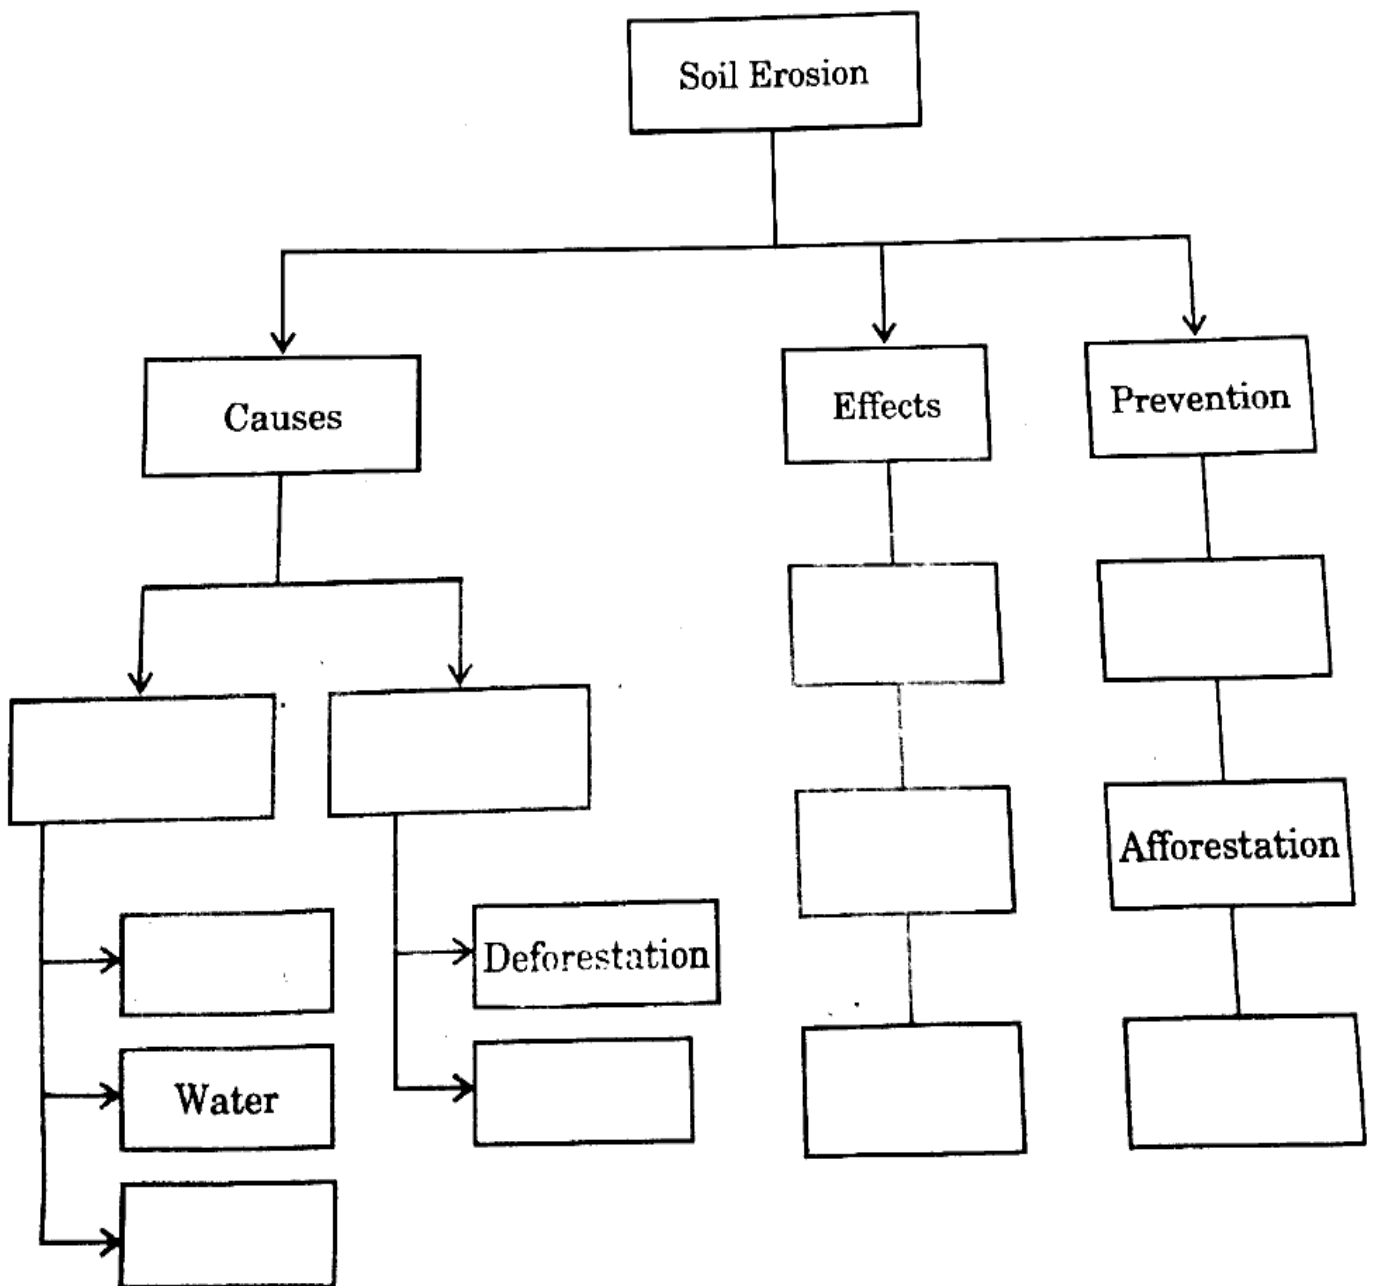 Soil Erosion
Causes
Effects
Prevention
Afforestation
Deforestation
Water